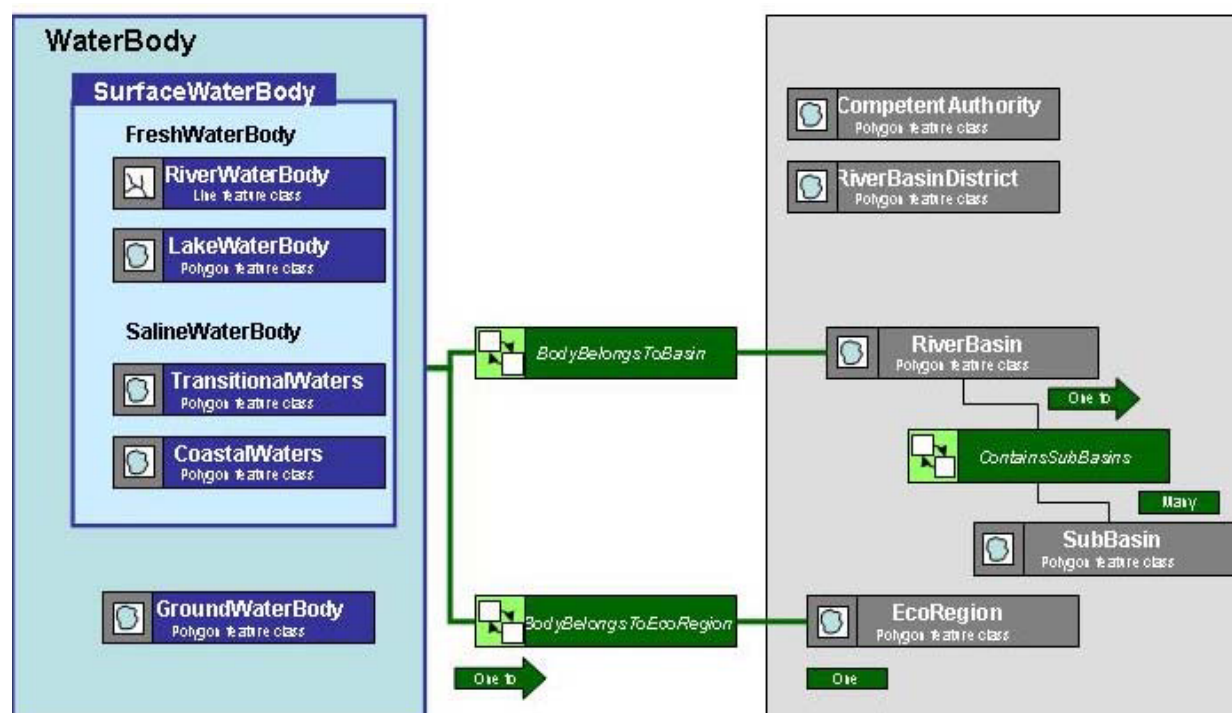 WaterBody
SurfaceWaterBody
FreshWaterBody
RiverWaterBody
Line feature class
LakeWaterBody
Polygon feature class
SalineWaterBody
TransitionalWaters
Polygon feature class
CoastalWaters
Polygon feature class
GroundWaterBody
Polygon feature class
BodyBelongsToBasin
BodyBelongsToEcoRegion
One to
CompetentAuthority
Polygon feature class
RiverBasinDistrict
Polygon feature class
RiverBasin
Polygon feature class
One to
ContainsSubBasins
Many
SubBasin
Polygon feature class
EcoRegion
Polygon feature class
One